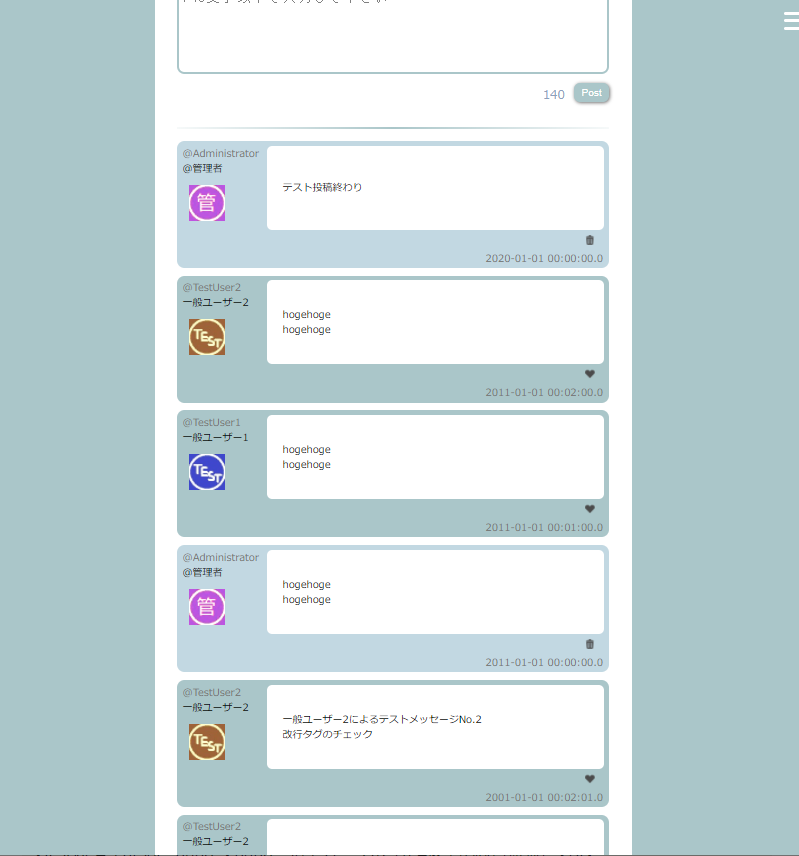 140 Post
@Administrator
@管理者
管
テスト投稿終わり
2020-01-01 00:00:00.0
@TestUser2
一般ユーザー2
TEST
hogehoge
hogehoge
2011-01-01 00:02:00.0
@TestUser1
一般ユーザー1
TEST
hogehoge
hogehoge
2011-01-01 00:01:00.0
@Administrator
@管理者
管
hogehoge
hogehoge
2011-01-01 00:00:00.0
@TestUser2
一般ユーザー2
TEST
一般ユーザー2によるテストメッセージNo.2
改行タグのチェック
2001-01-01 00:02:01.0
@TestUser2
一般ユーザー2